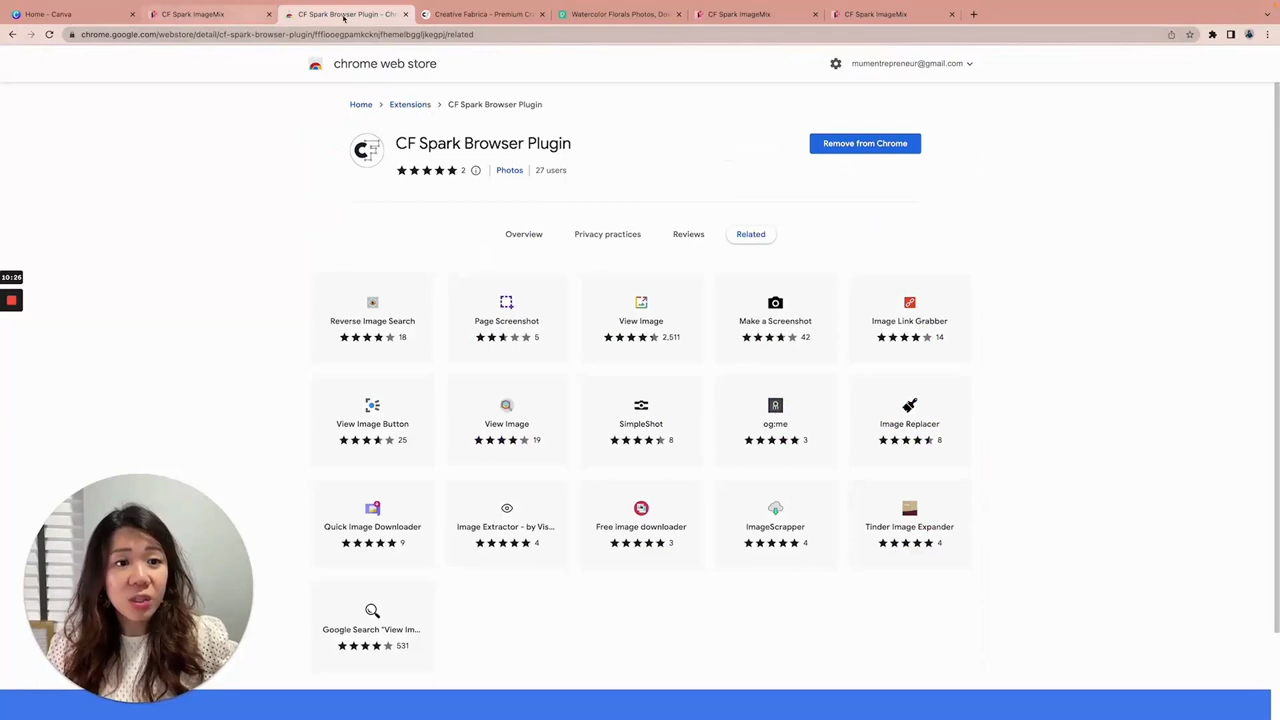 Home - Canva
CF Spark ImageMix
CF Spark Browser Plugin - Ch
Creative Fabrica - Premium Cr
Watercolor Florals Photos, Do
CF Spark ImageMix
CF Spark ImageMix
chrome.google.com/webstore/detail/cf-spark-browser-plugin/fffiooegpamkcknjfhemelbggljkegpj/related
chrome web store
mumentrepreneur@gmail.com
Home > Extensions > CF Spark Browser Plugin
CF
CF Spark Browser Plugin
Remove from Chrome
2
Photos
27 users
Overview
Privacy practices
Reviews
Related
10:26
Reverse Image Search
18
Page Screenshot
5
View Image
2,511
Make a Screenshot
42
Image Link Grabber
14
View Image Button
25
View Image
19
SimpleShot
8
og:me
3
Image Replacer
8
Quick Image Downloader
9
Image Extractor - by Vis...
4
Free image downloader
3
ImageScrapper
4
Tinder Image Expander
4
Google Search "View Im...
531